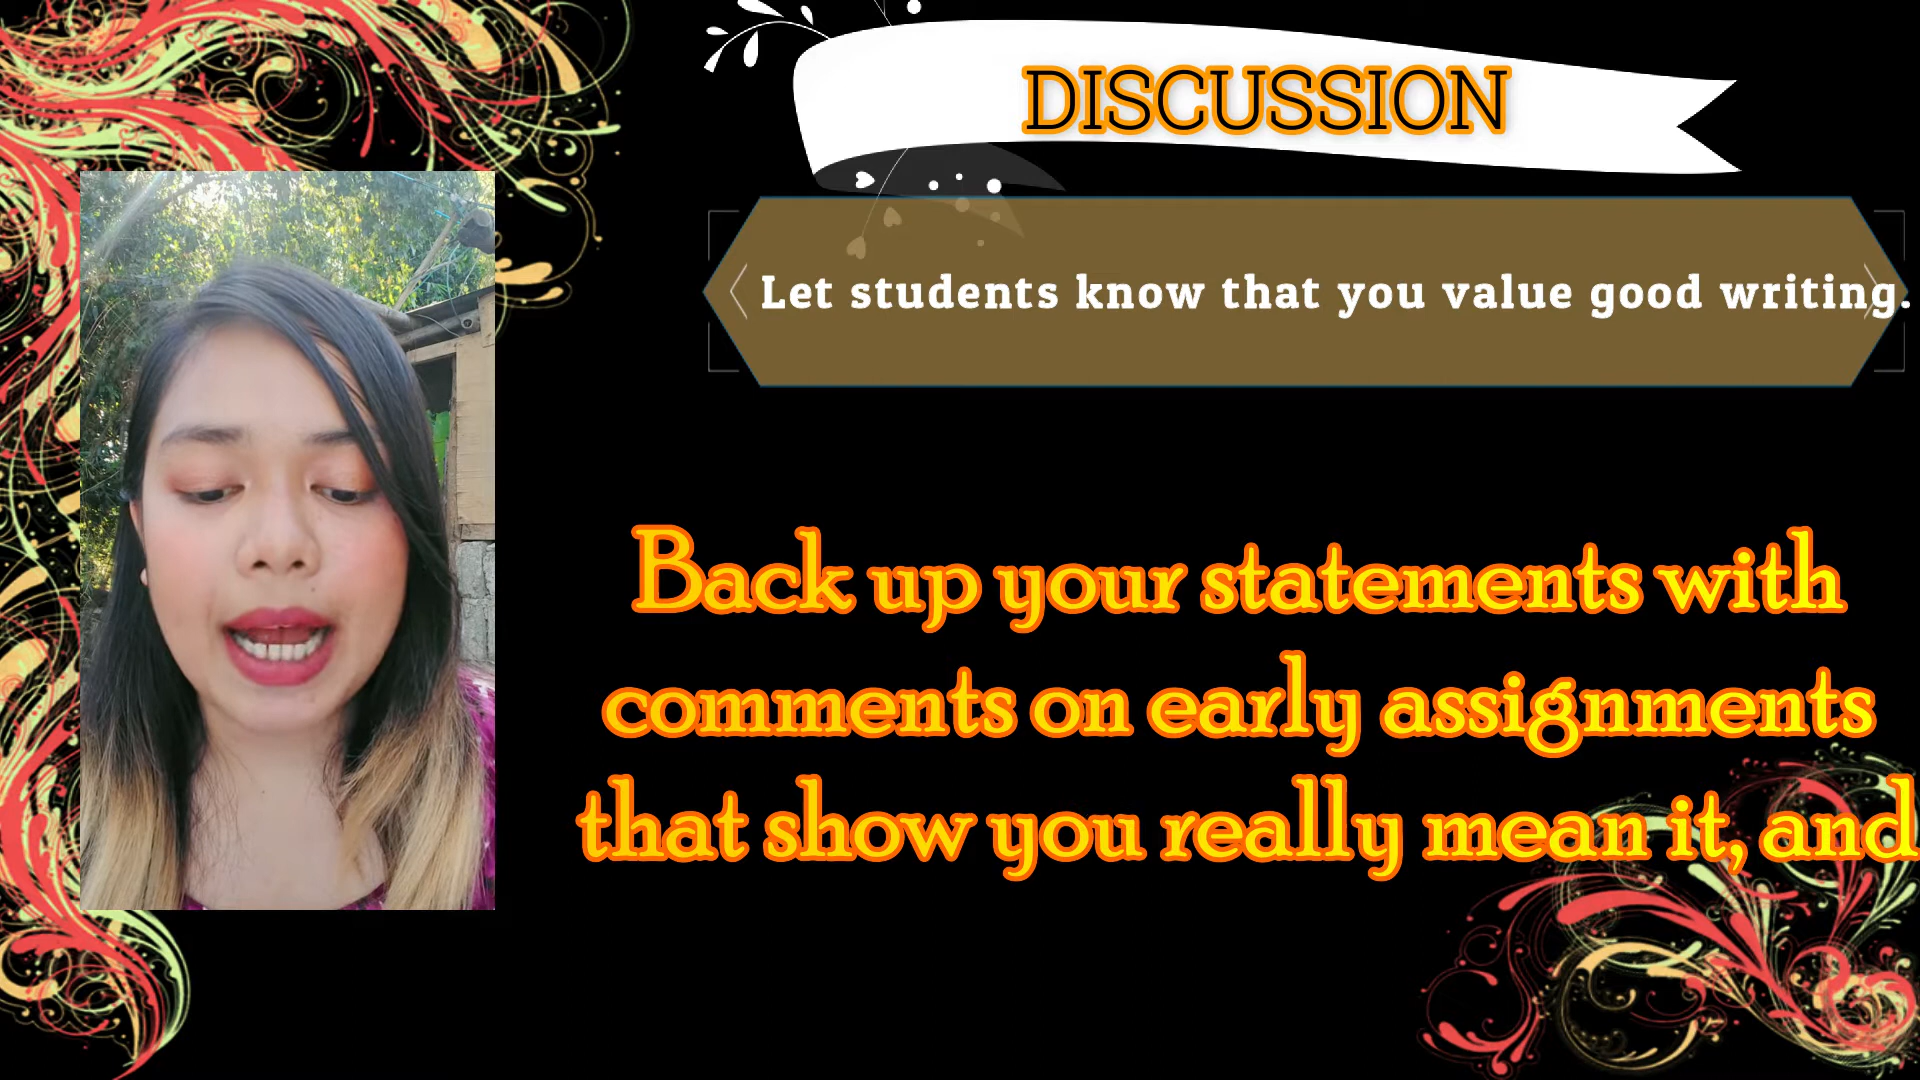 DISCUSSION
Let students know that you value good writing.
Back up your statements with
comments on early assignments
that show you really mean it, and